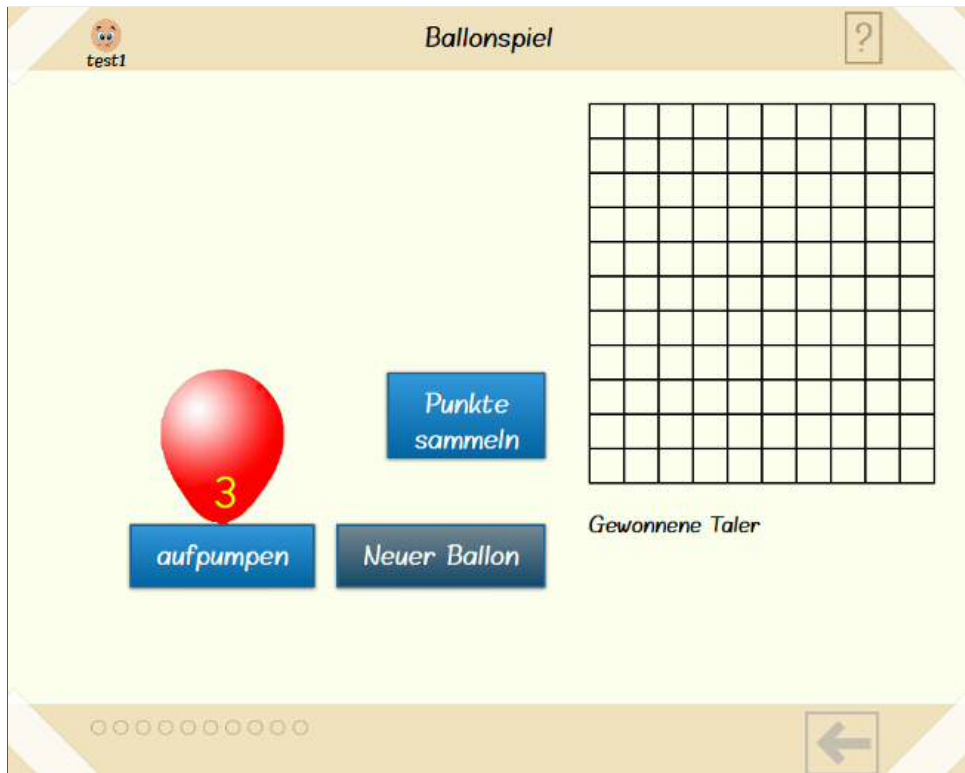 Ballonspiel
?
test1
Punkte
sammeln
3
Gewonnene Taler
aufpumpen
Neuer Ballon